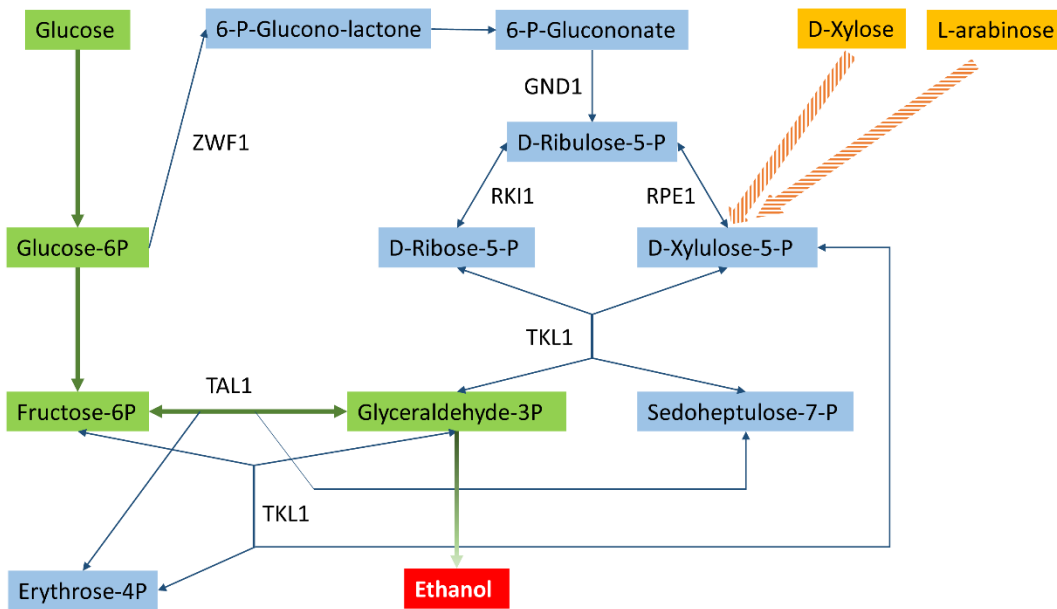 Glucose
6-P-Glucono-lactone
6-P-Glucononate
D-Xylose
L-arabinose
GND1
ZWF1
D-Ribulose-5-P
RKI1
RPE1
Glucose-6P
D-Ribose-5-P
D-Xylulose-5-P
TKL1
TAL1
Fructose-6P
Glyceraldehyde-3P
Sedoheptulose-7-P
TKL1
Erythrose-4P
Ethanol